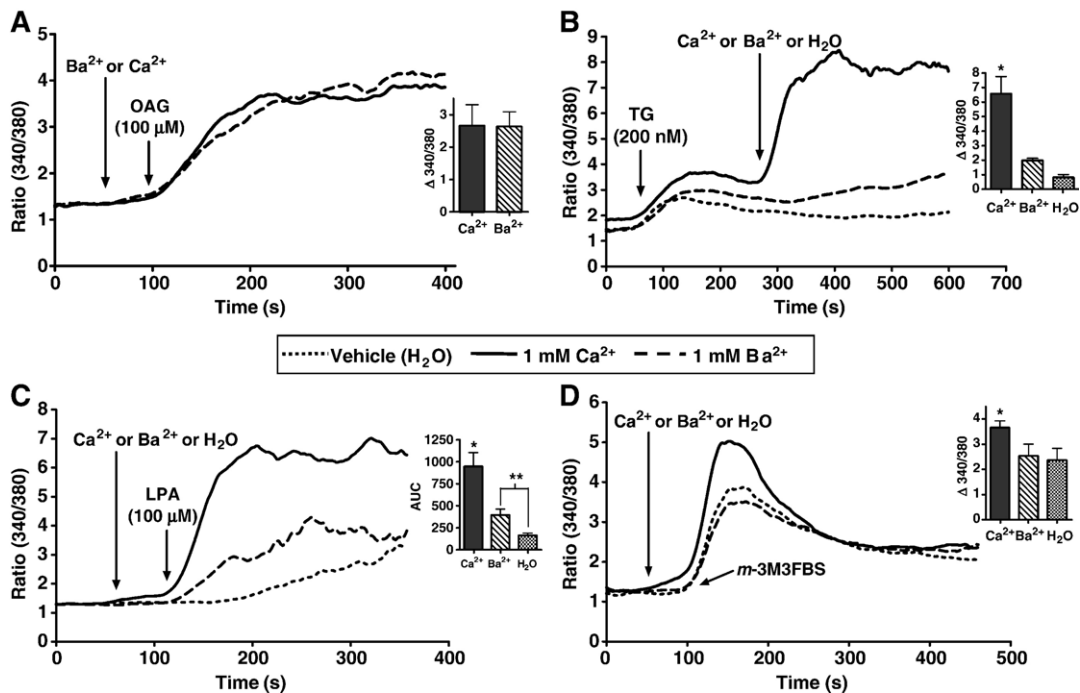 A
Ratio (340/380)
5
4
3
2
1
0
Ba²⁺ or Ca²⁺
OAG
(100 µM)
0 100 200 300 400
Time (s)
Δ 340/380
3
2
1
0
Ca²⁺ Ba²⁺
B
Ratio (340/380)
9
8
7
6
5
4
3
2
1
0
Ca²⁺ or Ba²⁺ or H₂O
TG
(200 nM)
0 100 200 300 400 500 600 700
Time (s)
Δ 340/380
8
7
6
5
4
3
2
1
0
*
Ca²⁺ Ba²⁺ H₂O
Vehicle (H₂O) 1 mM Ca²⁺ 1 mM Ba²⁺
C
Ratio (340/380)
8
7
6
5
4
3
2
1
0
Ca²⁺ or Ba²⁺ or H₂O
LPA
(100 µM)
0 100 200 300 400
Time (s)
AUC
1250
1000
750
500
250
0
*
**
Ca²⁺ Ba²⁺ H₂O
D
Ratio (340/380)
6
5
4
3
2
1
0
Ca²⁺ or Ba²⁺ or H₂O
m-3M3FBS
0 100 200 300 400 500
Time (s)
Δ 340/380
4
3
2
1
0
*
Ca²⁺ Ba²⁺ H₂O